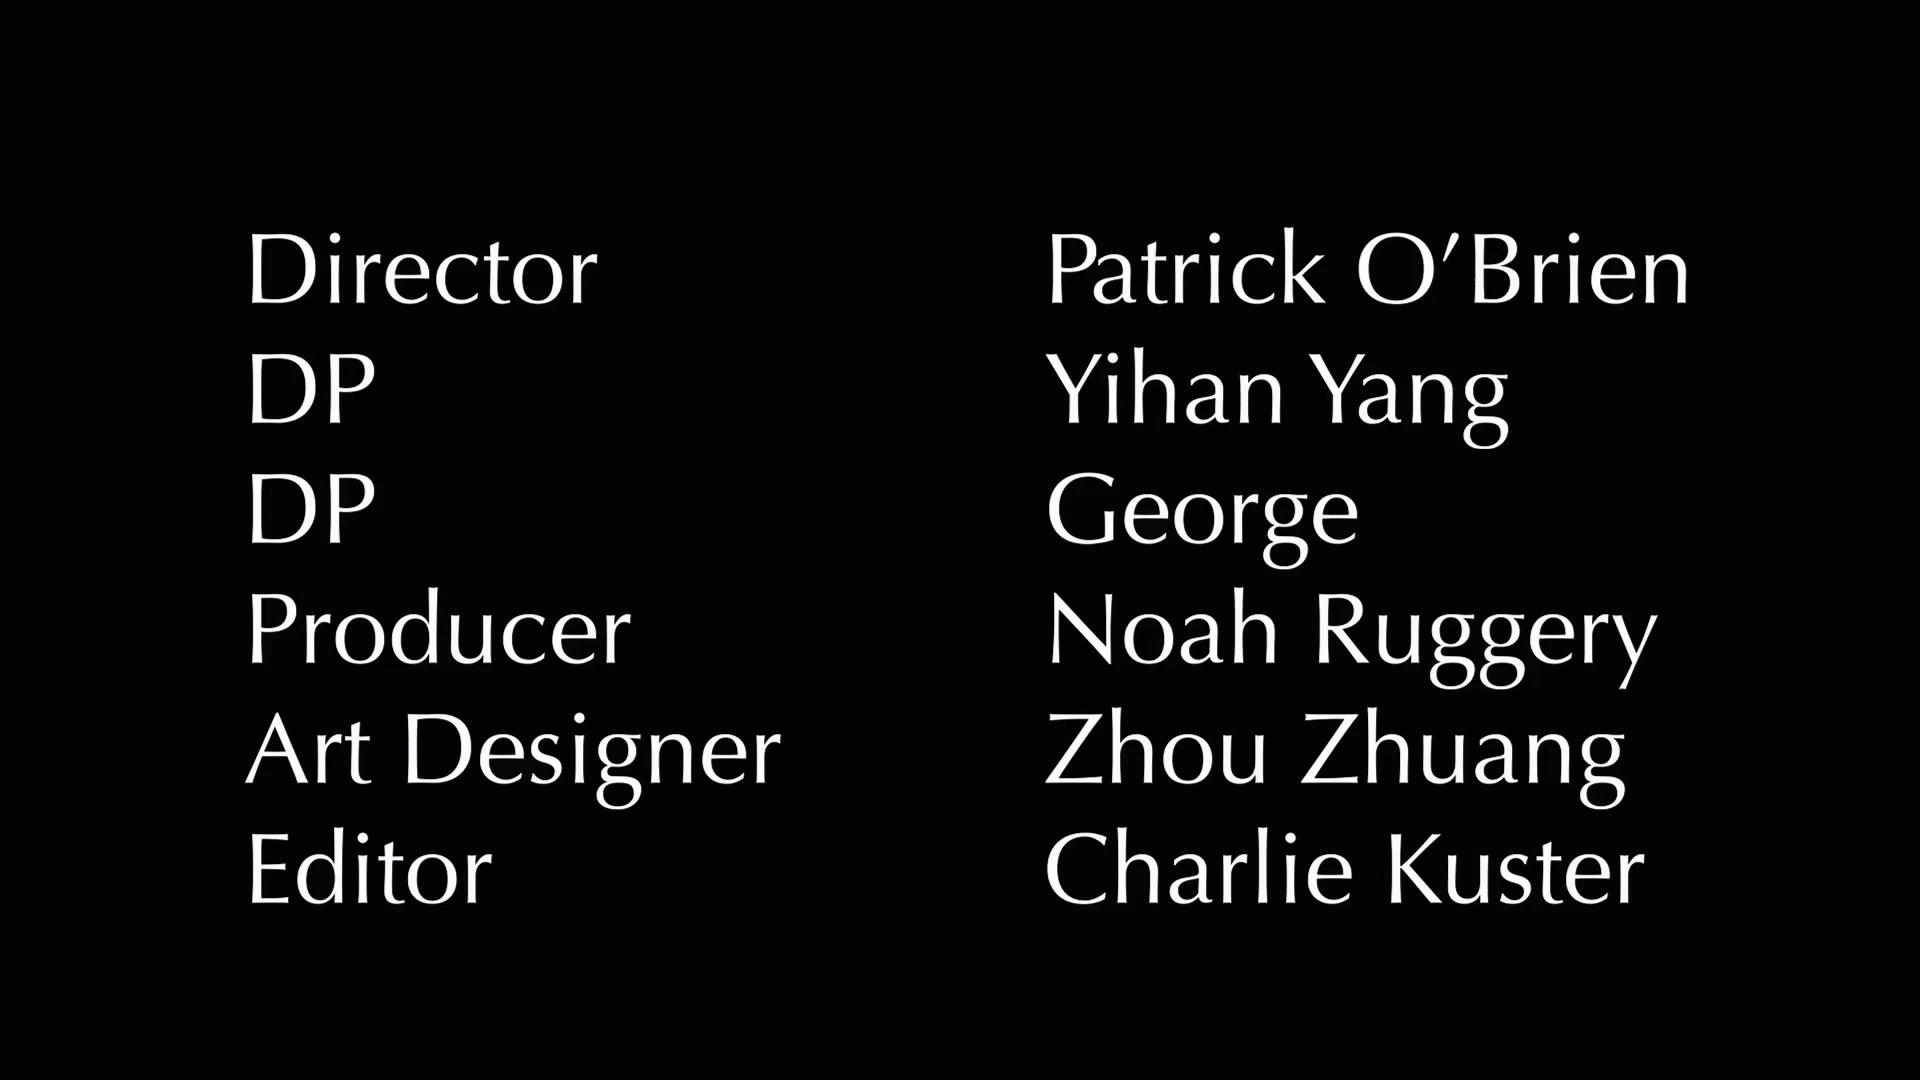 Director Patrick O’Brien
DP Yihan Yang
DP George
Producer Noah Ruggery
Art Designer Zhou Zhuang
Editor Charlie Kuster